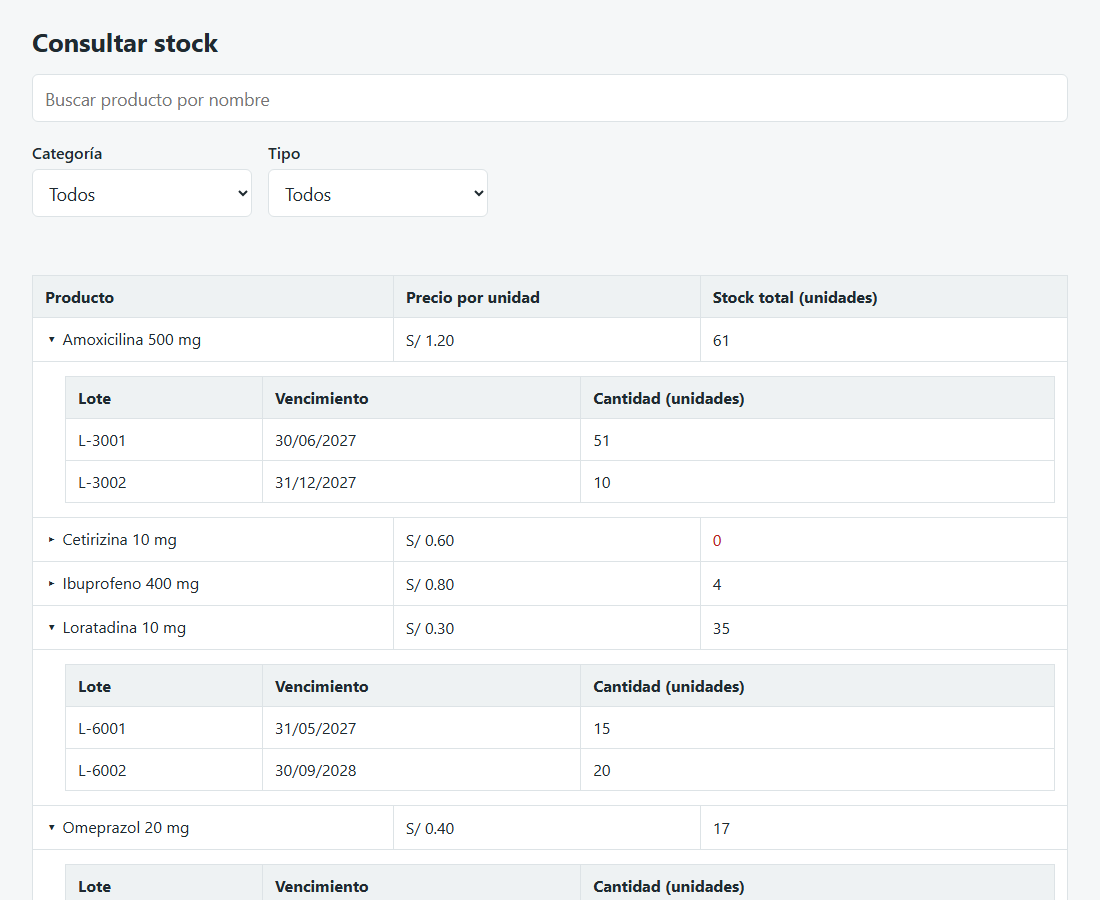 Consultar stock
Buscar producto por nombre
Categoría Tipo
Todos Todos
Producto Precio por unidad Stock total (unidades)
▾ Amoxicilina 500 mg S/ 1.20 61
Lote Vencimiento Cantidad (unidades)
L-3001 30/06/2027 51
L-3002 31/12/2027 10
▸ Cetirizina 10 mg S/ 0.60 0
▸ Ibuprofeno 400 mg S/ 0.80 4
▾ Loratadina 10 mg S/ 0.30 35
Lote Vencimiento Cantidad (unidades)
L-6001 31/05/2027 15
L-6002 30/09/2028 20
▾ Omeprazol 20 mg S/ 0.40 17
Lote Vencimiento Cantidad (unidades)